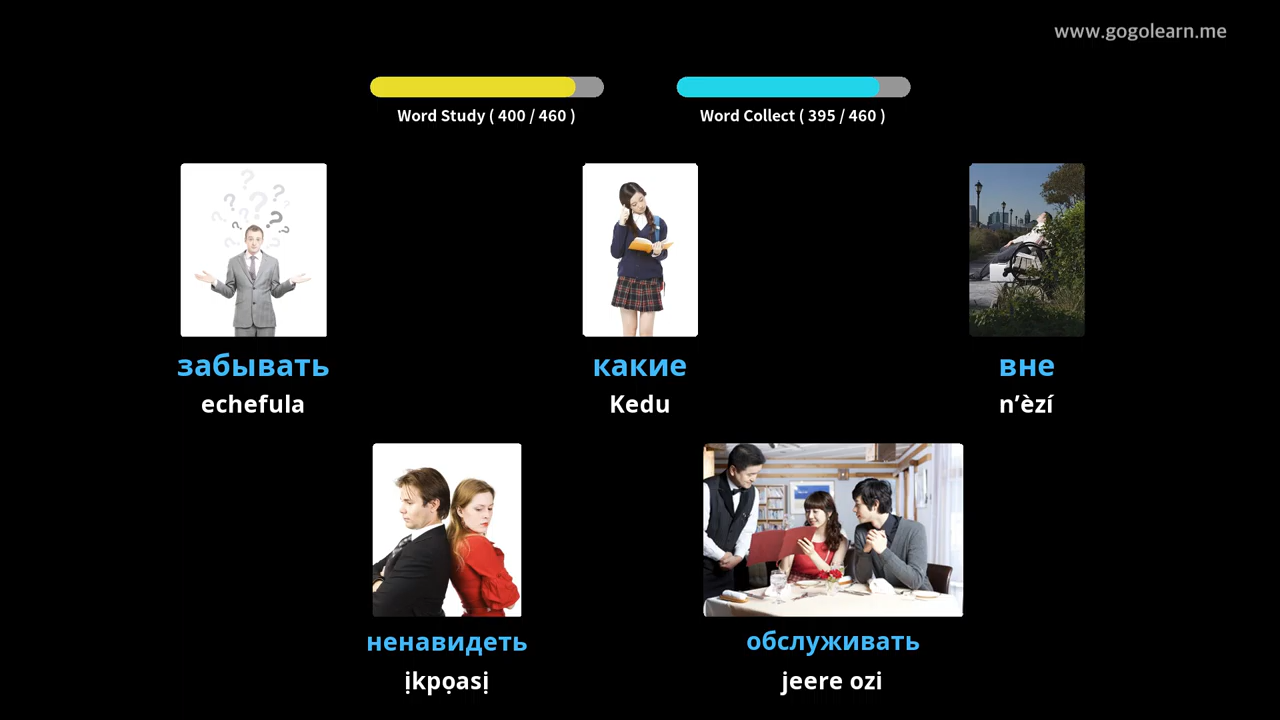 www.gogolearn.me
Word Study ( 400 / 460 )
Word Collect ( 395 / 460 )
забывать
echefula
какие
Kedu
вне
n’èzí
ненавидеть
ịkpọasị
обслуживать
jeere ozi